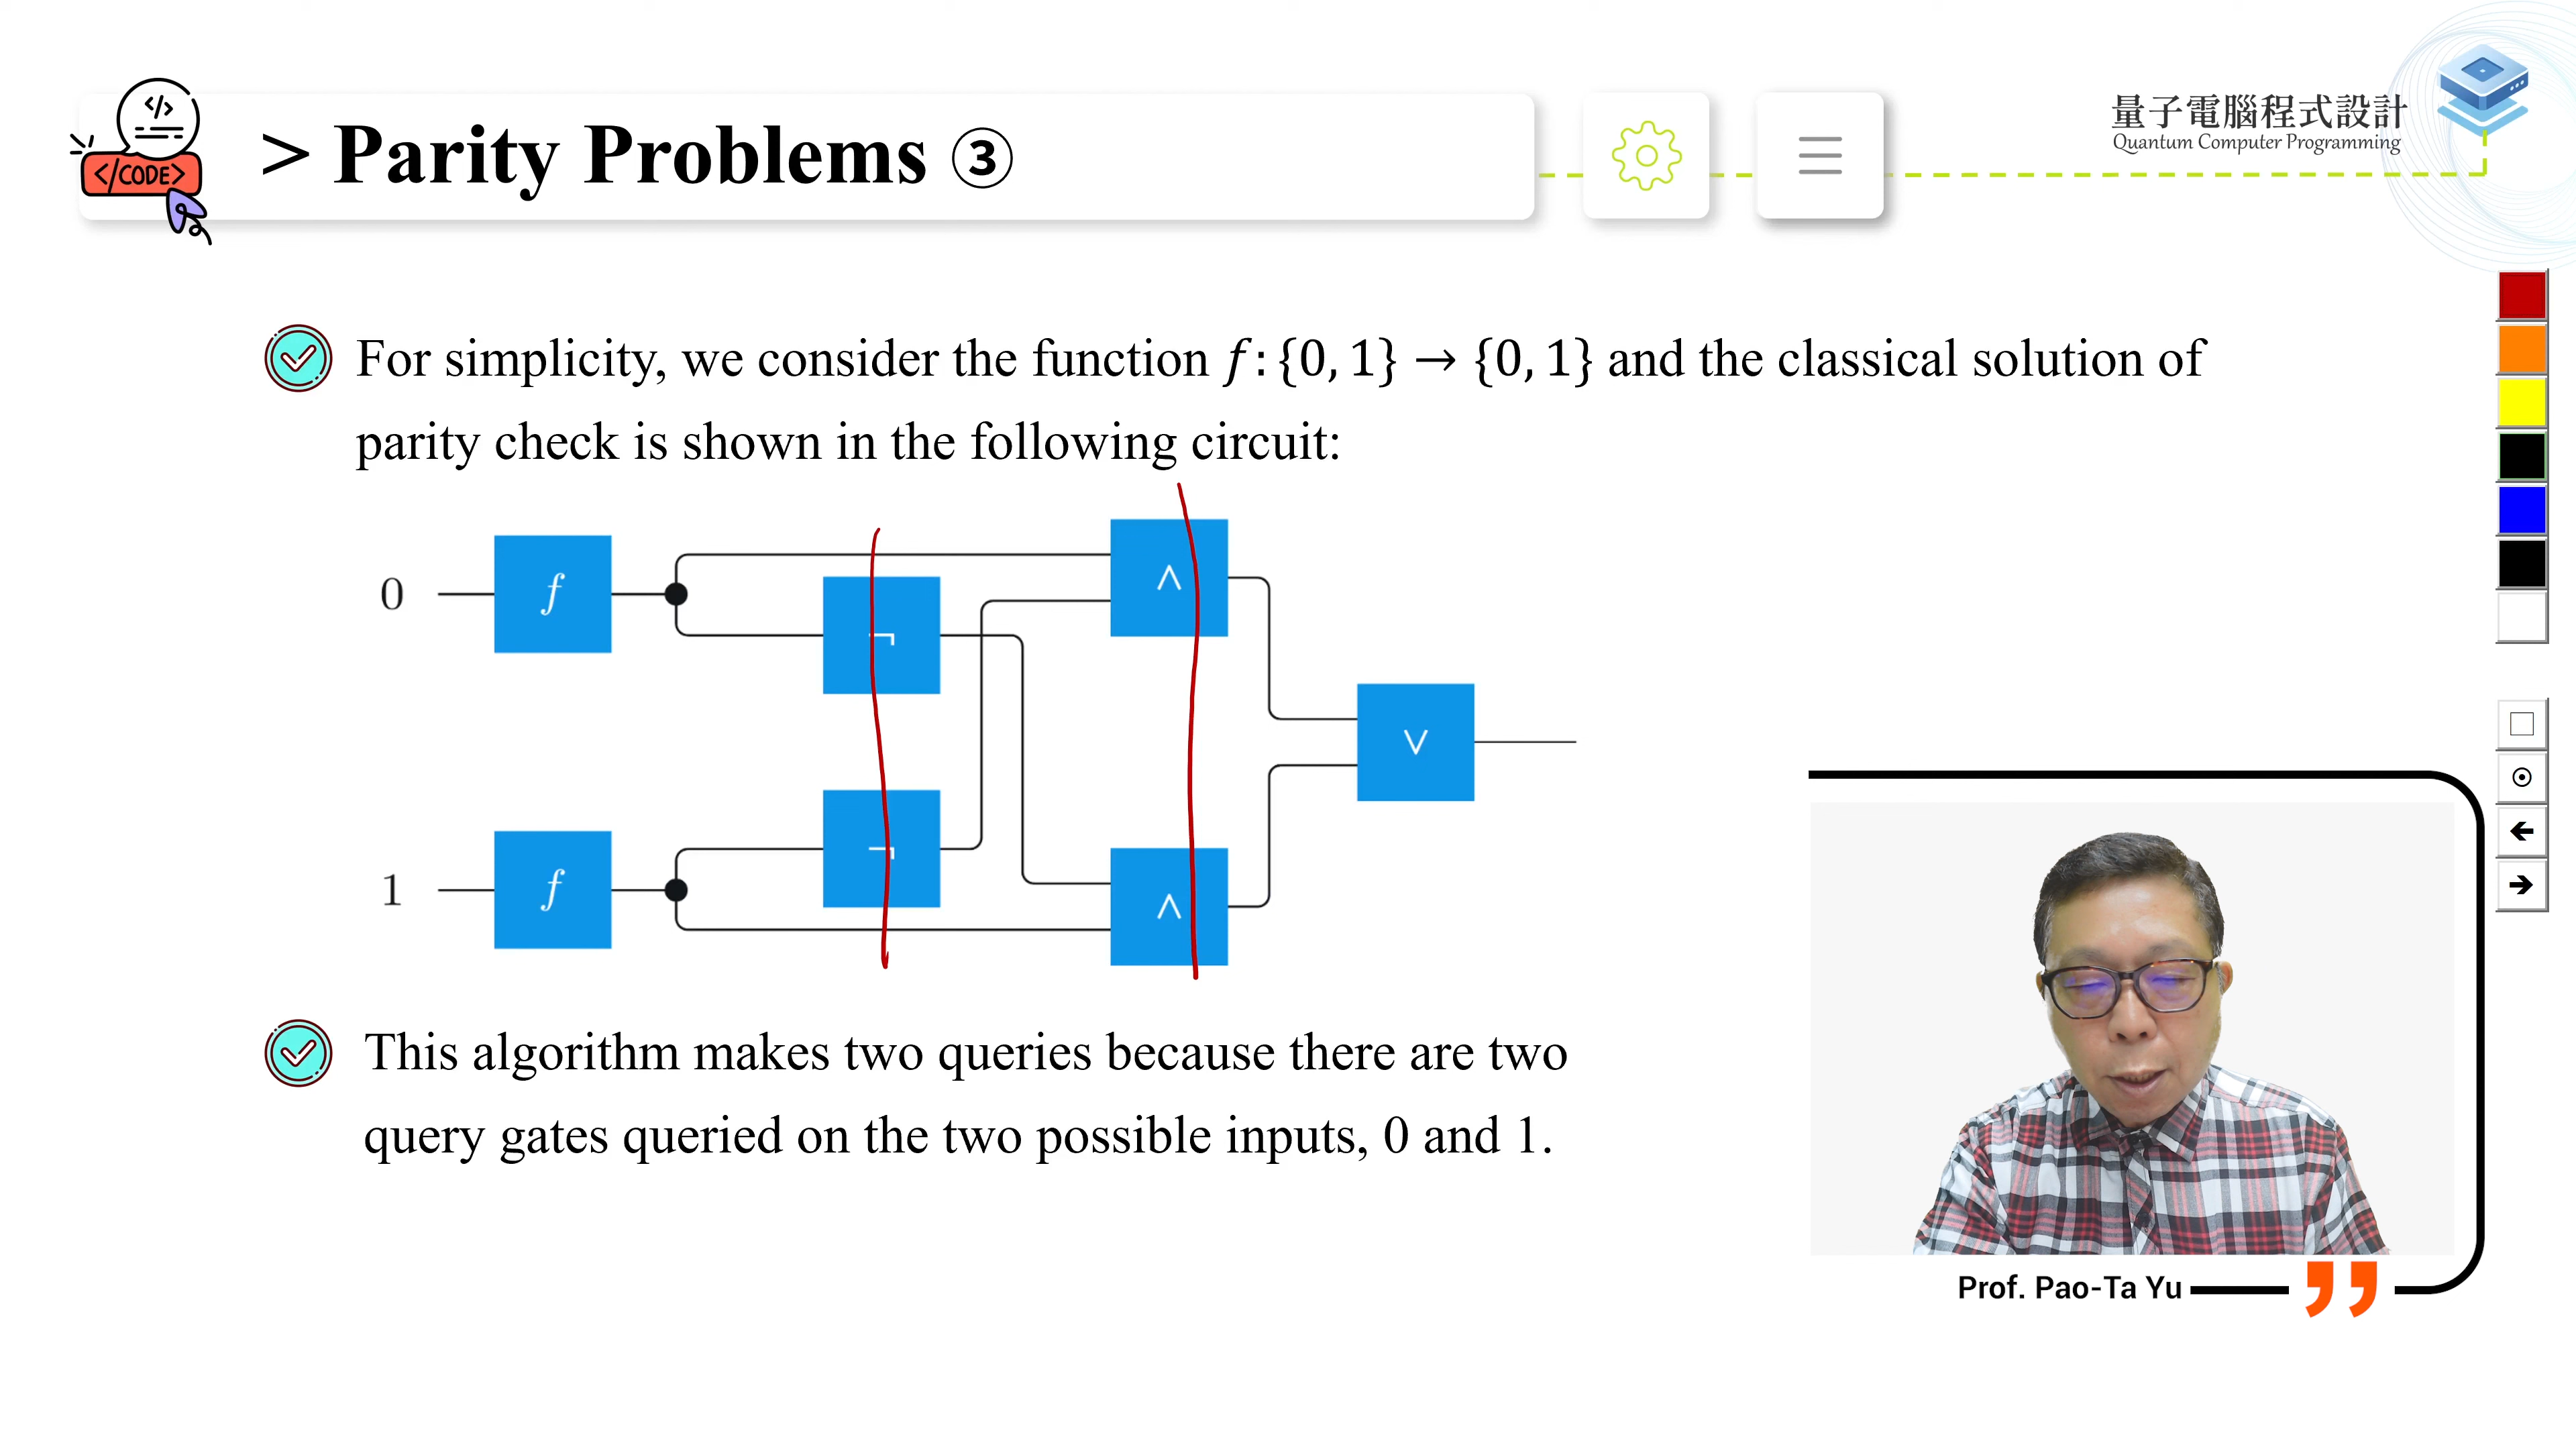 </>
</CODE>
> Parity Problems ③
量子電腦程式設計
Quantum Computer Programming
For simplicity, we consider the function f:{0, 1} → {0, 1} and the classical solution of
parity check is shown in the following circuit:
0 f ¬ ∧
∨
1 f ¬ ∧
This algorithm makes two queries because there are two
query gates queried on the two possible inputs, 0 and 1.
Prof. Pao-Ta Yu